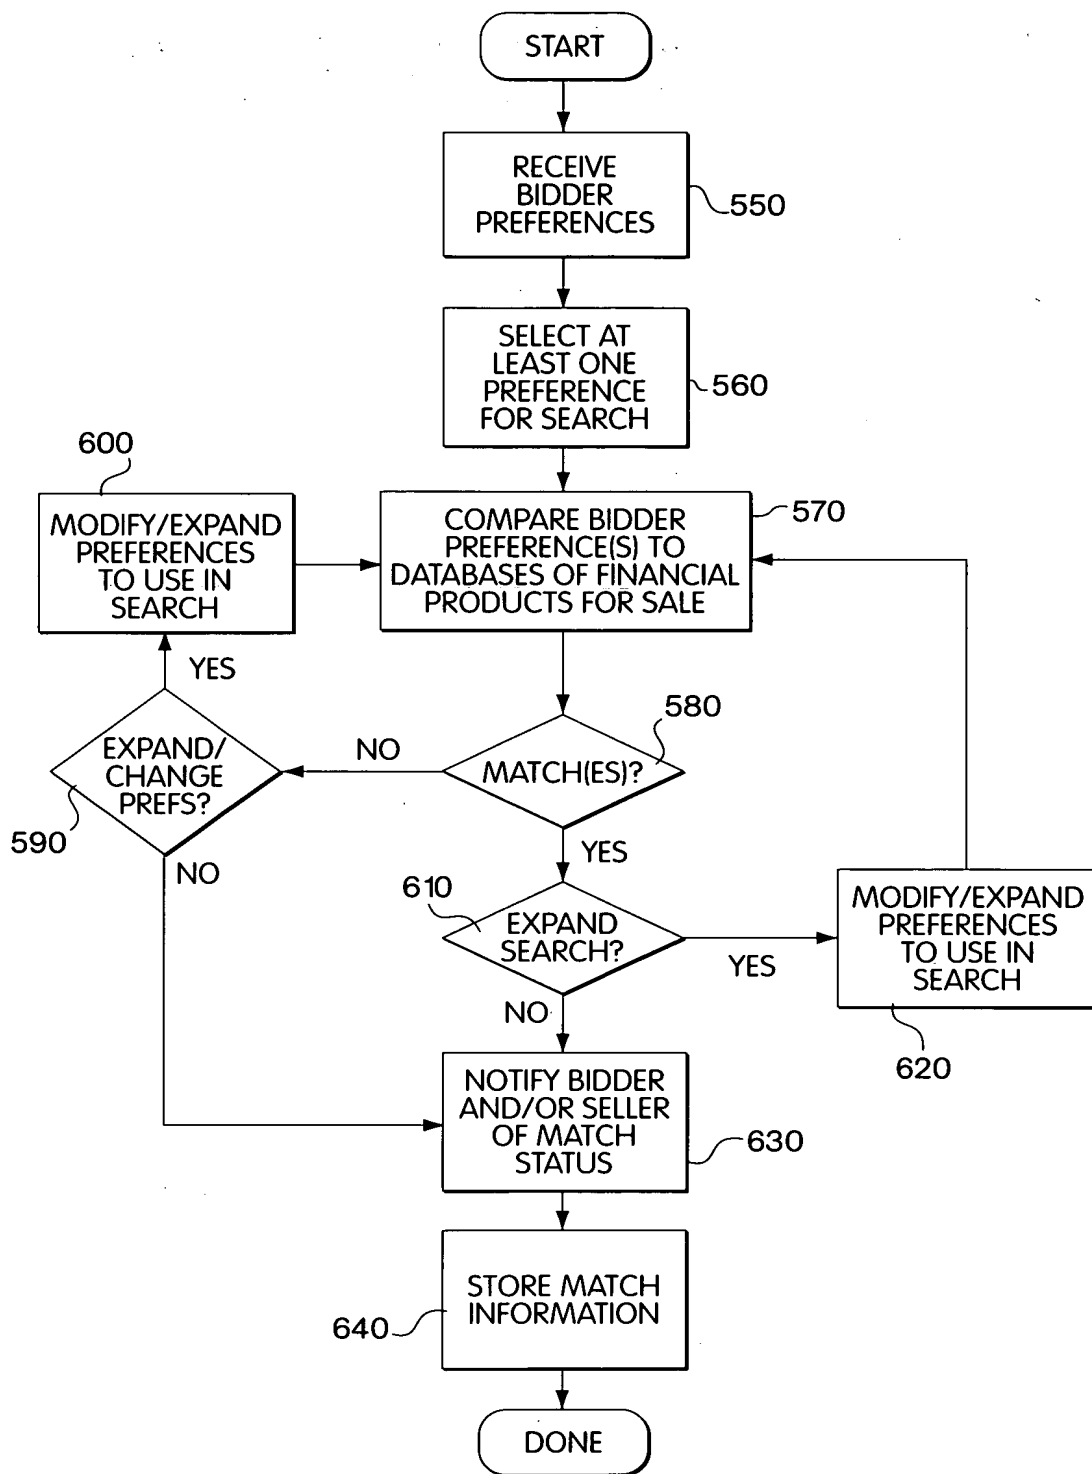 START
RECEIVE
BIDDER
PREFERENCES
550
SELECT AT
LEAST ONE
PREFERENCE
FOR SEARCH
560
600
MODIFY/EXPAND
PREFERENCES
TO USE IN
SEARCH
COMPARE BIDDER
PREFERENCE(S) TO
DATABASES OF FINANCIAL
PRODUCTS FOR SALE
570
YES
EXPAND/
CHANGE
PREFS?
590
NO
NO
MATCH(ES)?
580
YES
610
EXPAND
SEARCH?
YES
NO
MODIFY/EXPAND
PREFERENCES
TO USE IN
SEARCH
620
NOTIFY BIDDER
AND/OR SELLER
OF MATCH
STATUS
630
STORE MATCH
INFORMATION
640
DONE